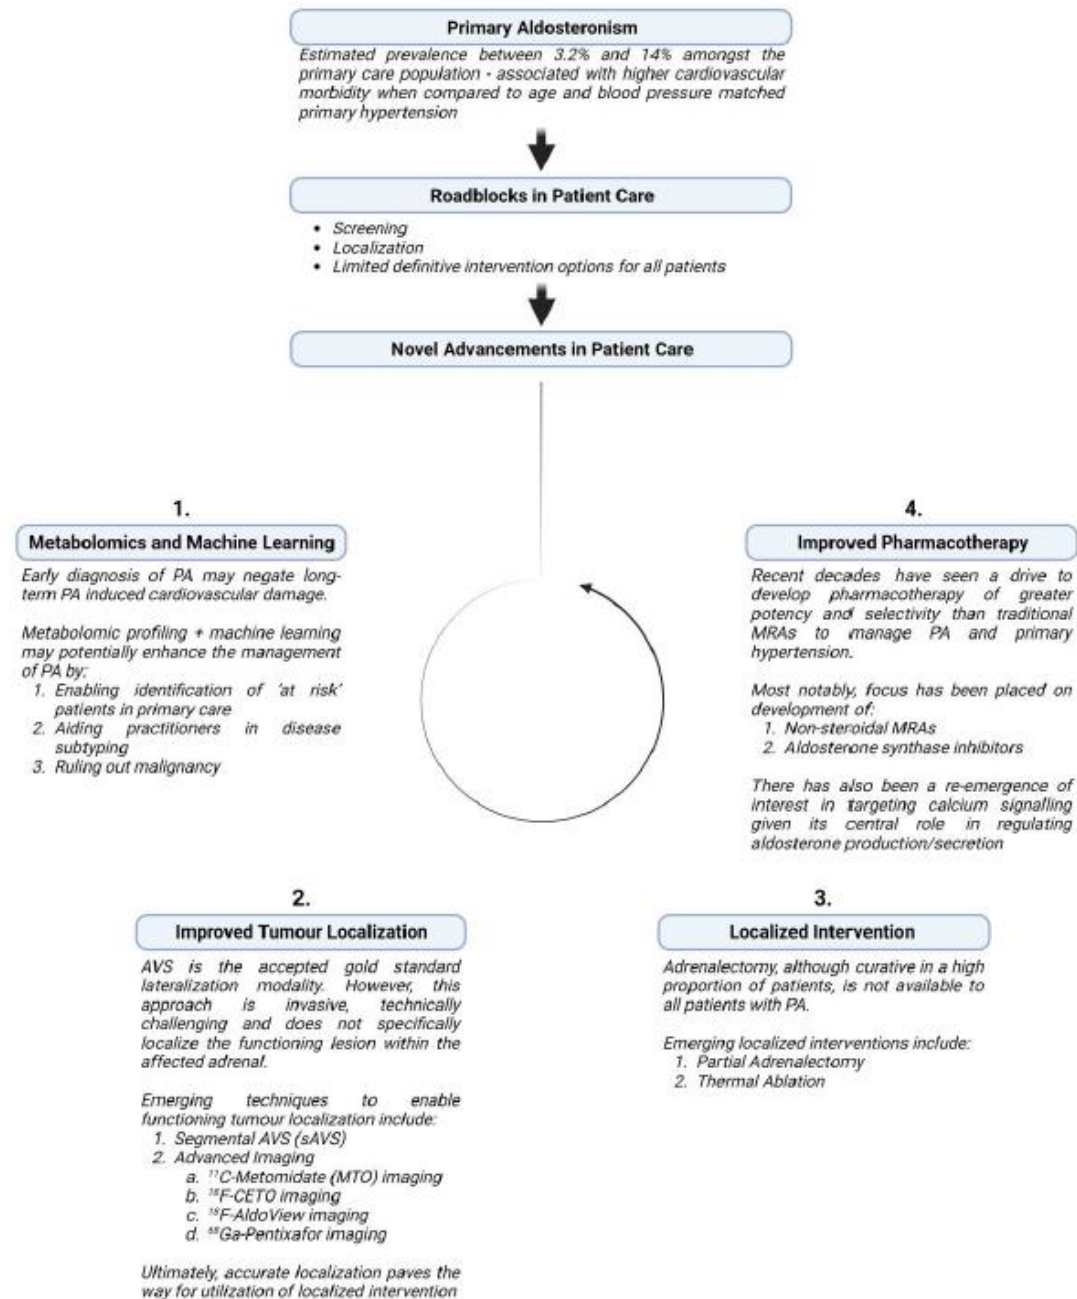 Primary Aldosteronism
Estimated prevalence between 3.2% and 14% amongst the
primary care population - associated with higher cardiovascular
morbidity when compared to age and blood pressure matched
primary hypertension
Roadblocks in Patient Care
• Screening
• Localization
• Limited definitive intervention options for all patients
Novel Advancements in Patient Care
1.
Metabolomics and Machine Learning
Early diagnosis of PA may negate long-
term PA induced cardiovascular damage.
Metabolomic profiling + machine learning
may potentially enhance the management
of PA by:
1. Enabling identification of 'at risk'
patients in primary care
2. Aiding practitioners in disease
subtyping
3. Ruling out malignancy
2.
Improved Tumour Localization
AVS is the accepted gold standard
lateralization modality. However, this
approach is invasive, technically
challenging and does not specifically
localize the functioning lesion within the
affected adrenal.
Emerging techniques to enable
functioning tumour localization include:
1. Segmental AVS (sAVS)
2. Advanced Imaging
a. ¹¹C-Metomidate (MTO) imaging
b. ¹⁸F-CETO imaging
c. ¹⁸F-AldoView imaging
d. ⁶⁸Ga-Pentixafor imaging
Ultimately, accurate localization paves the
way for utilization of localized intervention
3.
Localized Intervention
Adrenalectomy, although curative in a high
proportion of patients, is not available to
all patients with PA.
Emerging localized interventions include:
1. Partial Adrenalectomy
2. Thermal Ablation
4.
Improved Pharmacotherapy
Recent decades have seen a drive to
develop pharmacotherapy of greater
potency and selectivity than traditional
MRAs to manage PA and primary
hypertension.
Most notably, focus has been placed on
development of:
1. Non-steroidal MRAs
2. Aldosterone synthase inhibitors
There has also been a re-emergence of
interest in targeting calcium signalling
given its central role in regulating
aldosterone production/secretion